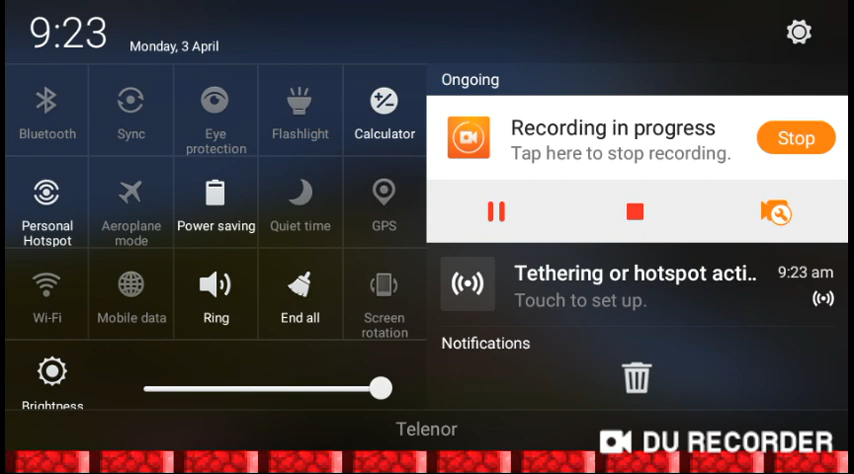 9:23
Monday, 3 April
Bluetooth
Sync
Eye
protection
Flashlight
Calculator
Personal
Hotspot
Aeroplane
mode
Power saving
Quiet time
GPS
Wi-Fi
Mobile data
Ring
End all
Screen
rotation
Brightness
Ongoing
Recording in progress
Tap here to stop recording.
Stop
Tethering or hotspot acti..
9:23 am
Touch to set up.
Notifications
Telenor
DU RECORDER